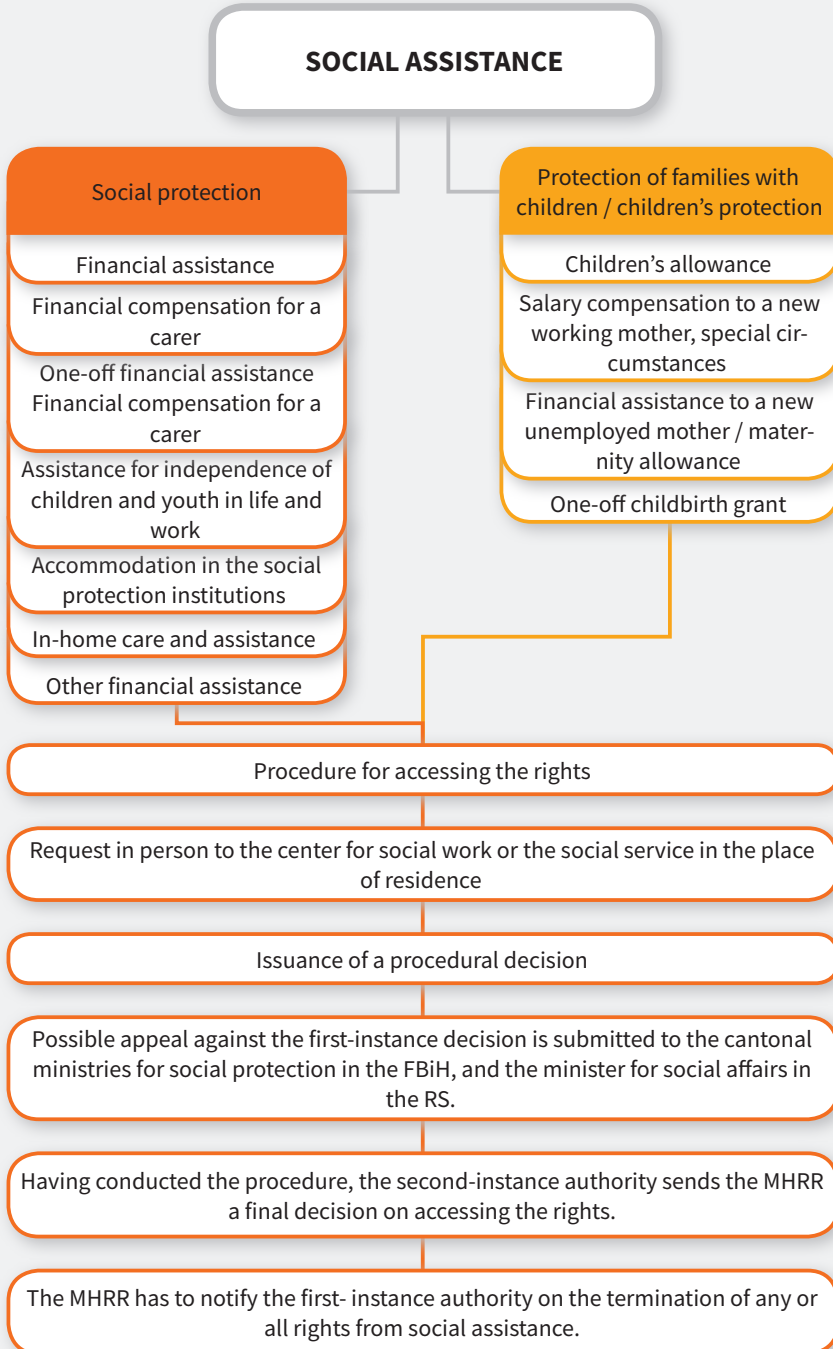 SOCIAL ASSISTANCE
Social protection
Financial assistance
Financial compensation for a
carer
One-off financial assistance
Financial compensation for a
carer
Assistance for independence of
children and youth in life and
work
Accommodation in the social
protection institutions
In-home care and assistance
Other financial assistance
Protection of families with
children / children's protection
Children's allowance
Salary compensation to a new
working mother, special cir-
cumstances
Financial assistance to a new
unemployed mother / mater-
nity allowance
One-off childbirth grant
Procedure for accessing the rights
Request in person to the center for social work or the social service in the place
of residence
Issuance of a procedural decision
Possible appeal against the first-instance decision is submitted to the cantonal
ministries for social protection in the FBiH, and the minister for social affairs in
the RS.
Having conducted the procedure, the second-instance authority sends the MHRR
a final decision on accessing the rights.
The MHRR has to notify the first- instance authority on the termination of any or
all rights from social assistance.